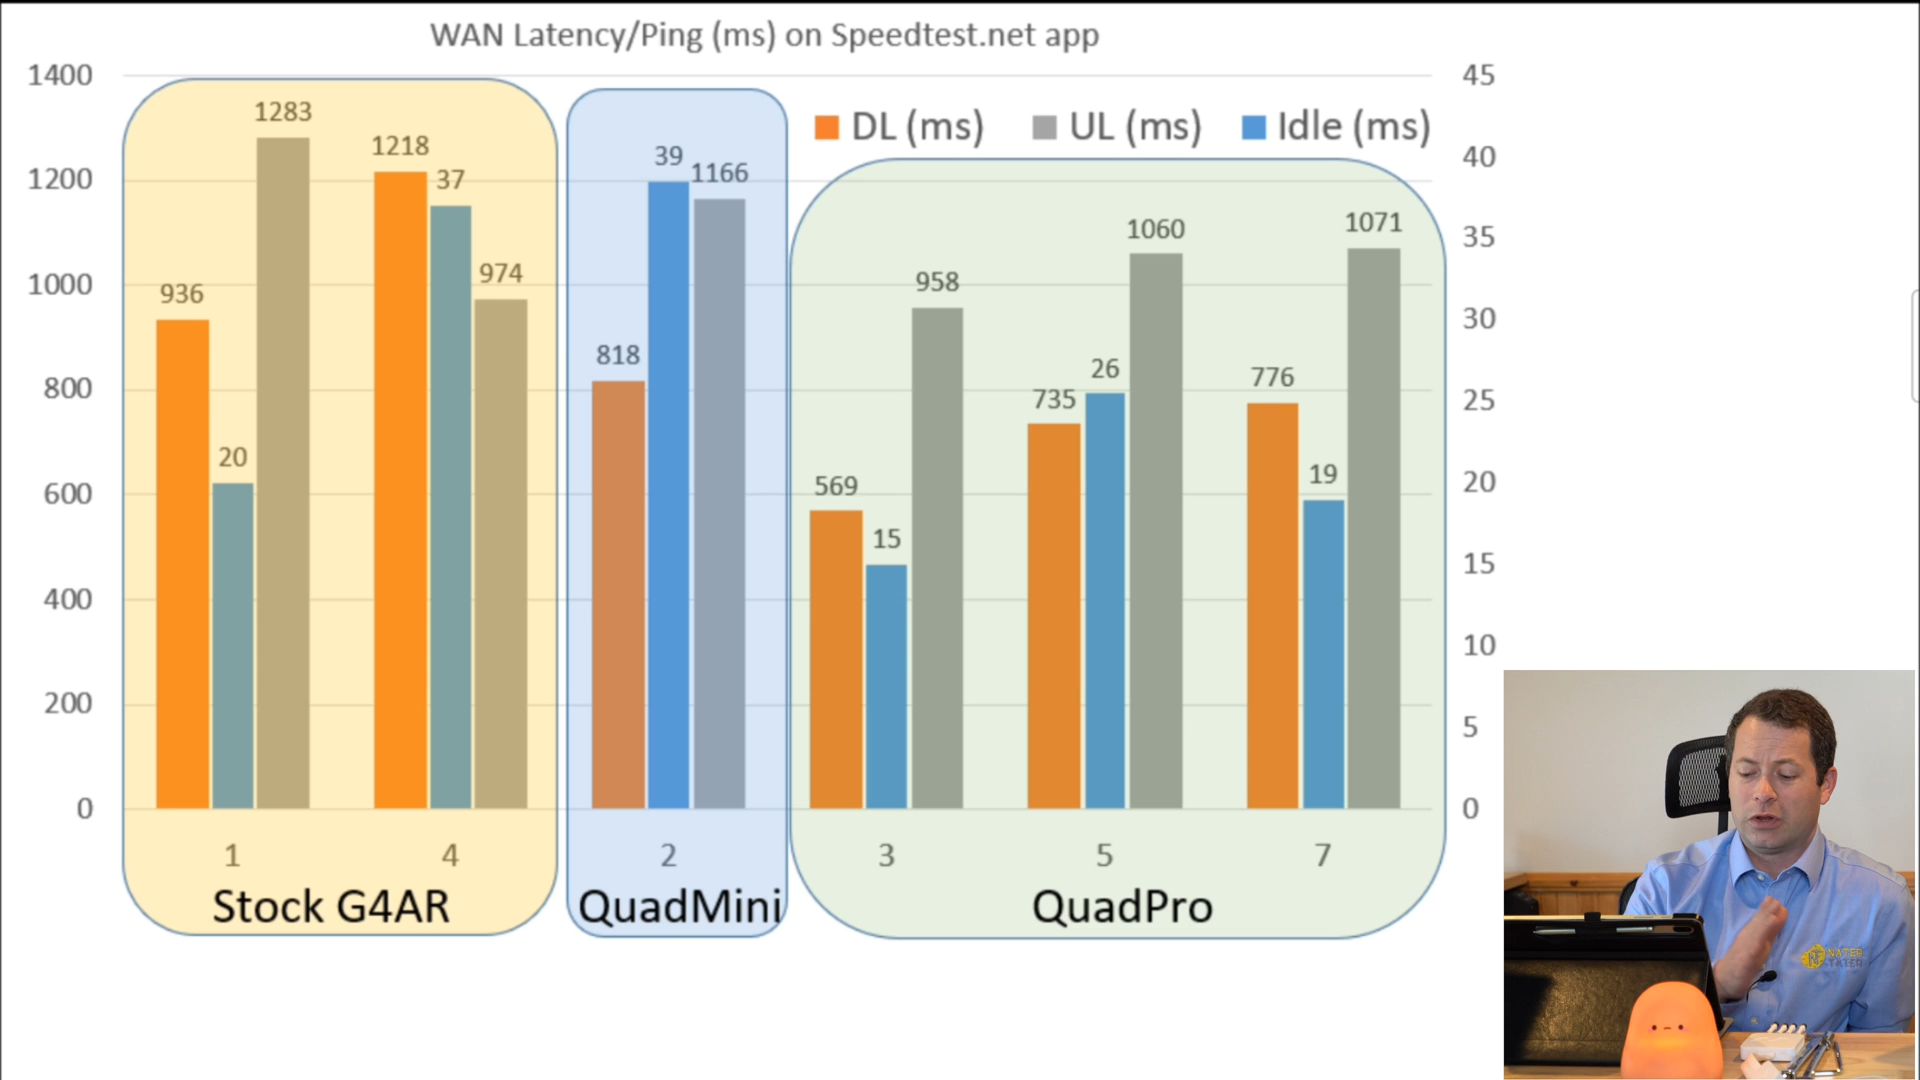 WAN Latency/Ping (ms) on Speedtest.net app
1400
1200
1000
800
600
400
200
0
45
40
35
30
25
20
15
10
5
0
DL (ms) UL (ms) Idle (ms)
936 20 1283
1218 37 974
818 39 1166
569 15 958
735 26 1060
776 19 1071
1 4 2 3 5 7
Stock G4AR QuadMini QuadPro
NATER
TATER